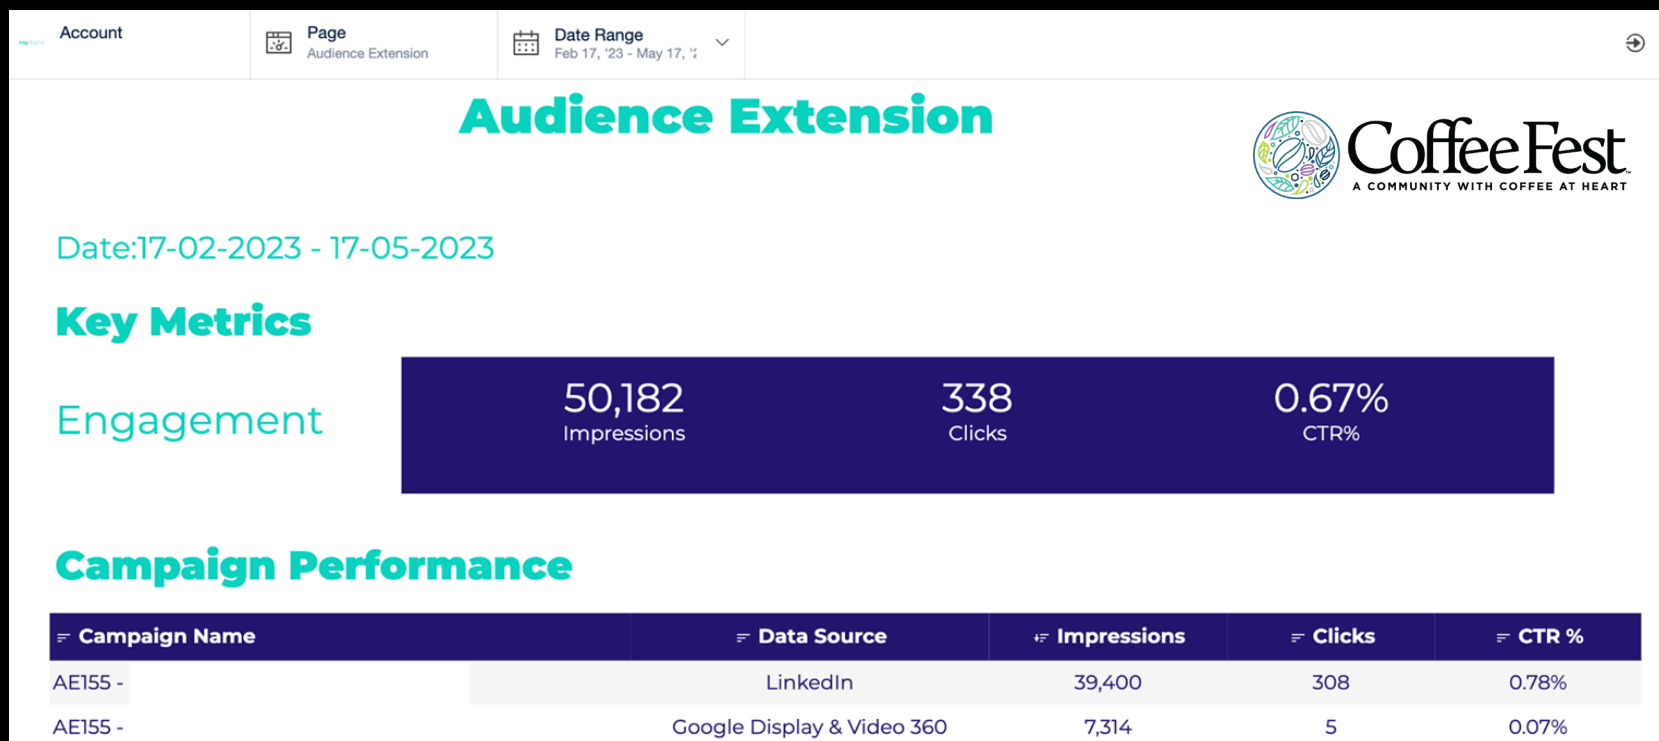 Account
Page
Audience Extension
Date Range
Feb 17, '23 - May 17, '
Audience Extension
CoffeeFest
A COMMUNITY WITH COFFEE AT HEART
Date:17-02-2023 - 17-05-2023
Key Metrics
Engagement
50,182 338 0.67%
Impressions Clicks CTR%
Campaign Performance
Campaign Name Data Source Impressions Clicks CTR %
AE155 - LinkedIn 39,400 308 0.78%
AE155 - Google Display & Video 360 7,314 5 0.07%